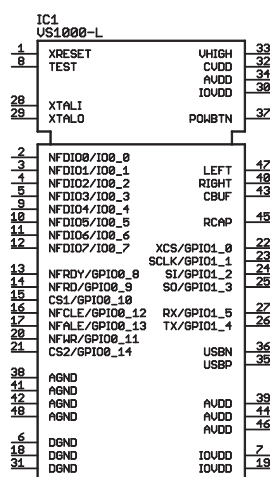 IC1
VS1000-L
1 XRESET VHIGH 33
8 TEST CVDD 32
AVDD 34
IOVDD 30
28 XTALI
29 XTALO POWBTN 37
2 NFDIO0/IO0_0
3 NFDIO1/IO0_1 LEFT 47
4 NFDIO2/IO0_2 RIGHT 40
5 NFDIO3/IO0_3 CBUF 43
9 NFDIO4/IO0_4
10 NFDIO5/IO0_5 RCAP 45
11 NFDIO6/IO0_6
12 NFDIO7/IO0_7 XCS/GPIO1_0 22
SCLK/GPIO1_1 23
13 NFRDY/GPIO0_8 SI/GPIO1_2 24
14 NFRD/GPIO0_9 SO/GPIO1_3 25
15 CS1/GPIO0_10
16 NFCLE/GPIO0_12 RX/GPIO1_5 27
17 NFALE/GPIO0_13 TX/GPIO1_4 26
20 NFWR/GPIO0_11
21 CS2/GPIO0_14 USBN 36
USBP 35
38 AGND
41 AGND
42 AGND AVDD 39
48 AGND AVDD 44
AVDD 46
6 DGND
18 DGND IOVDD 7
31 DGND IOVDD 19